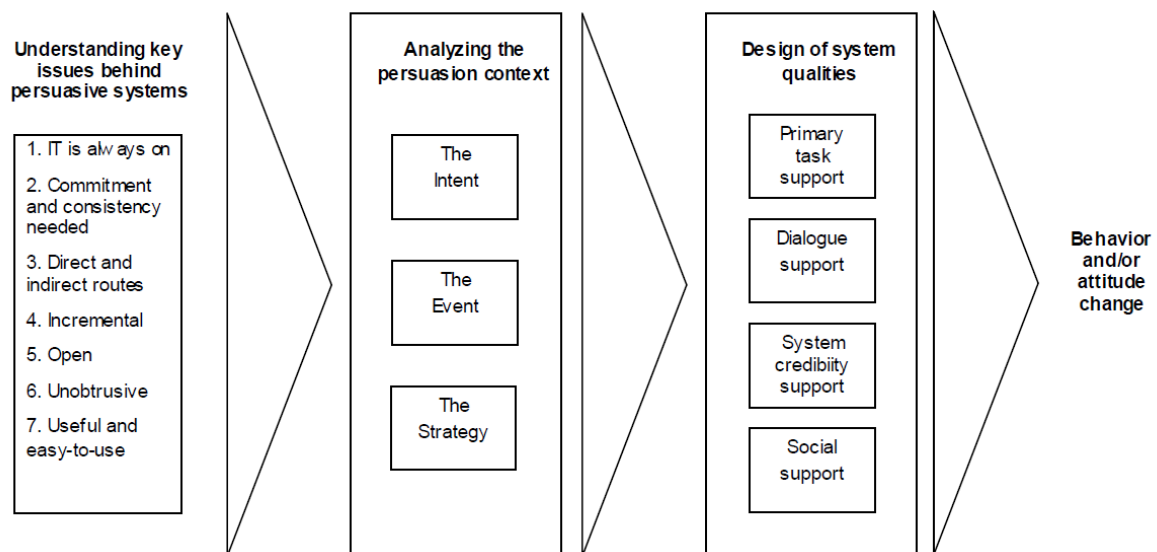 Understanding key
issues behind
persuasive systems
1. IT is always on
2. Commitment
and consistency
needed
3. Direct and
indirect routes
4. Incremental
5. Open
6. Unobtrusive
7. Useful and
easy-to-use
Analyzing the
persuasion context
The
Intent
The
Event
The
Strategy
Design of system
qualities
Primary
task
support
Dialogue
support
System
credibiity
support
Social
support
Behavior
and/or
attitude
change